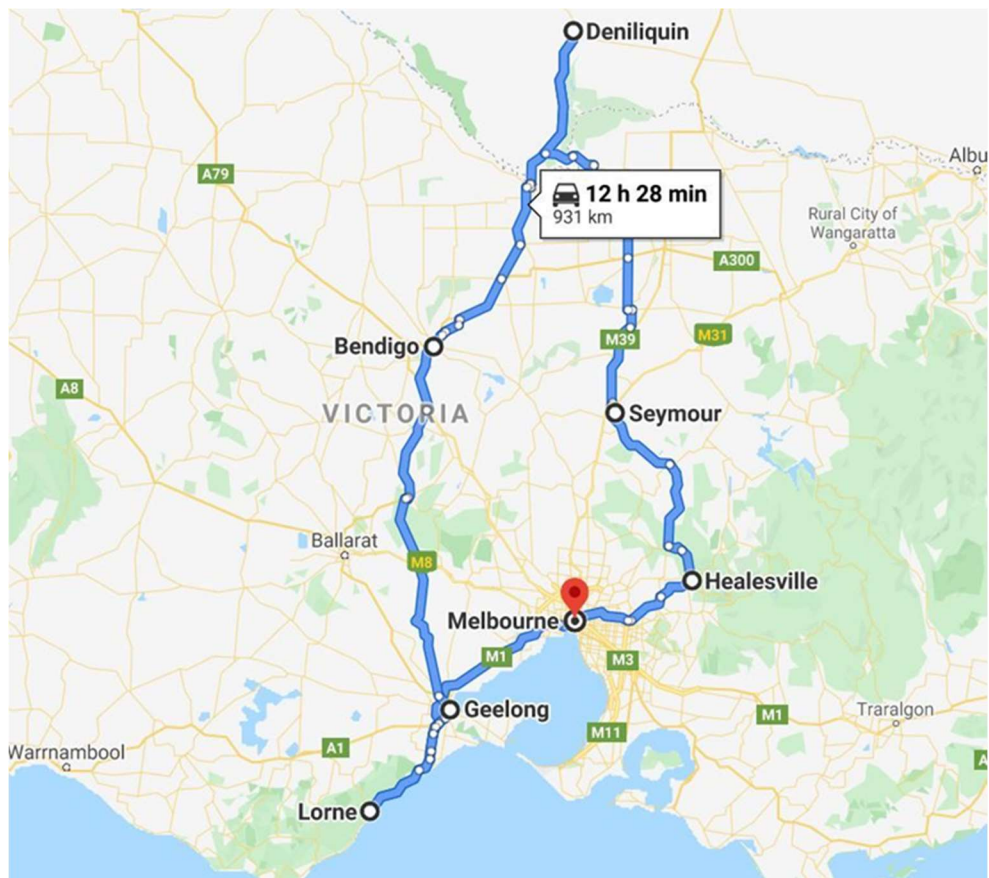 Deniliquin
Albu
A79
12 h 28 min
931 km
Rural City of
Wangaratta
A300
Bendigo
M39
M31
A8
VICTORIA
Seymour
Ballarat
M8
Healesville
Melbourne
M1
M3
Geelong
Traralgon
M1
M11
A1
Warrnambool
A
Lorne